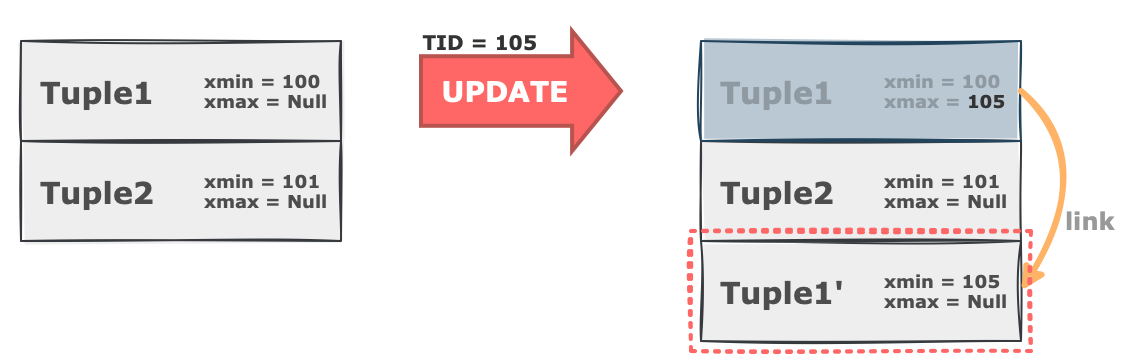 Tuple1
xmin = 100
xmax = Null
Tuple2
xmin = 101
xmax = Null
TID = 105
UPDATE
Tuple1
xmin = 100
xmax = 105
Tuple2
xmin = 101
xmax = Null
link
Tuple1'
xmin = 105
xmax = Null